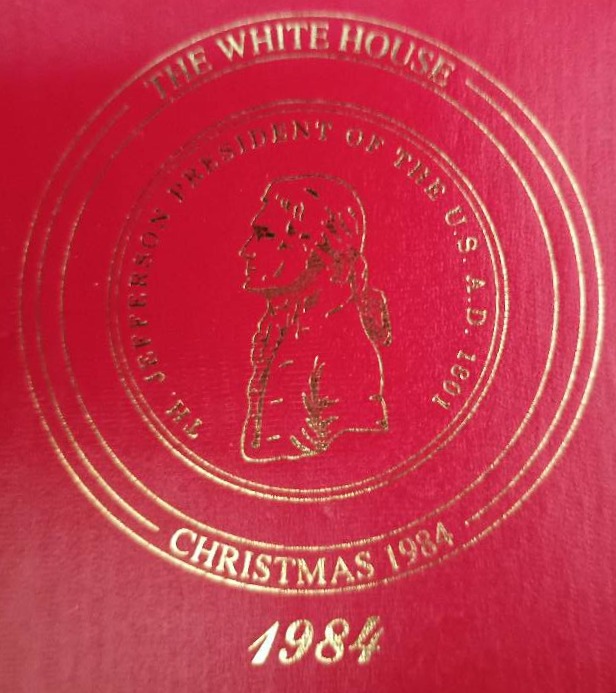 THE WHITE HOUSE
TH. JEFFERSON PRESIDENT OF THE U.S. A.D. 1801
CHRISTMAS 1984
1984